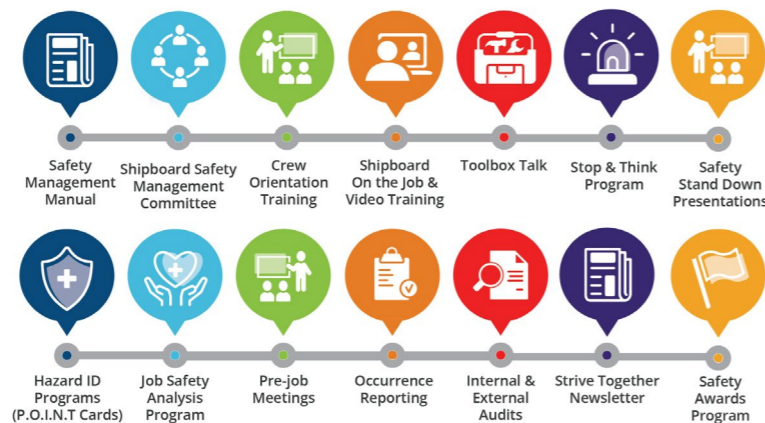 Safety
Management
Manual
Shipboard Safety
Management
Committee
Crew
Orientation
Training
Shipboard
On the Job &
Video Training
Toolbox Talk
Stop & Think
Program
Safety
Stand Down
Presentations
Hazard ID
Programs
(P.O.I.N.T Cards)
Job Safety
Analysis
Program
Pre-job
Meetings
Occurrence
Reporting
Internal &
External
Audits
Strive Together
Newsletter
Safety
Awards
Program